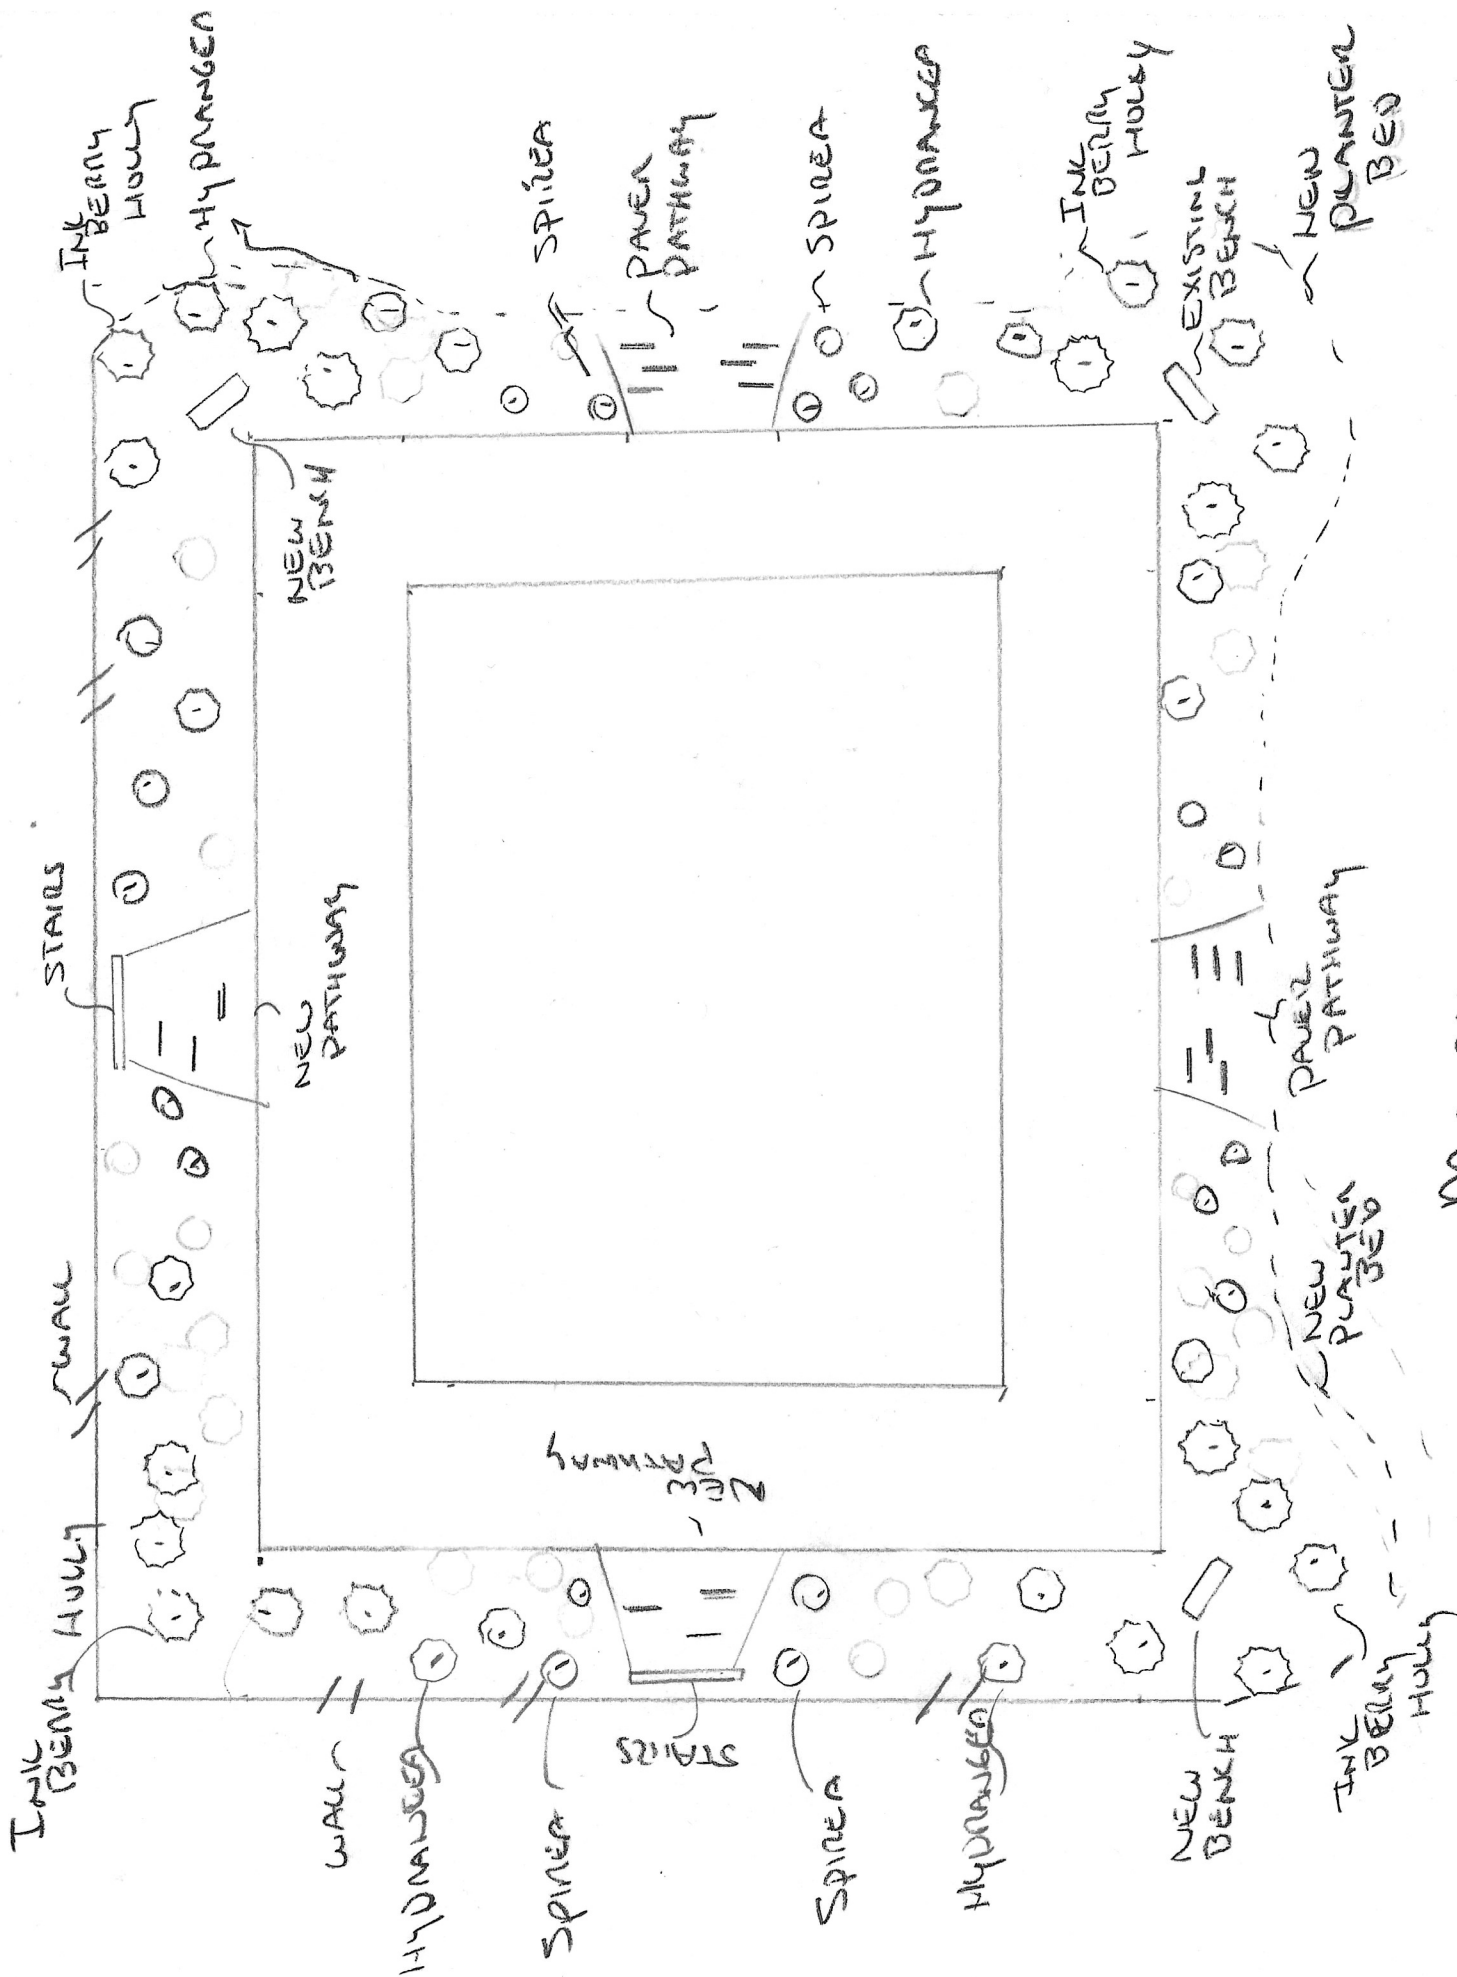 INK
BERRY
HOLLY
HYDRANGEA
SPIREA
PAVER
PATHWAY
SPIREA
HYDRANGEA
INK
BERRY
HOLLY
EXISTING
BENCH
NEW
PLANTER
BED
NEW
BENCH
STAIRS
NEW
PATHWAY
PAVER
PATHWAY
WALL
NEW
PLANTER
BED
NEW
PATHWAY
INK
BERRY HOLLY
WALL
HYDRANGEA
SPIREA
STAIRS
SPIREA
HYDRANGEA
NEW
BENCH
INK
BERRY
HOLLY